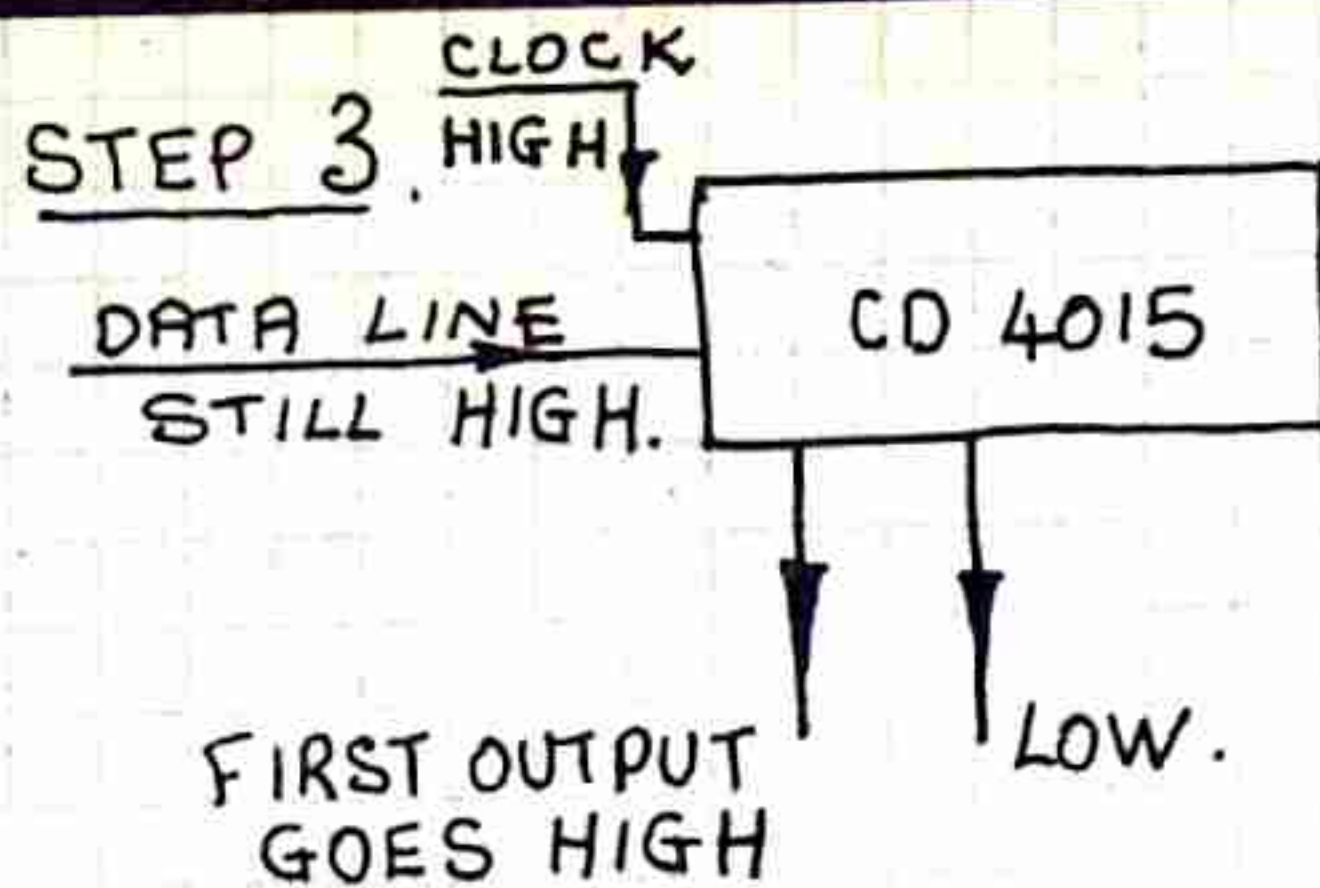 CLOCK
STEP 3. HIGH
DATA LINE
STILL HIGH.
CD 4015
FIRST OUTPUT
GOES HIGH
LOW.